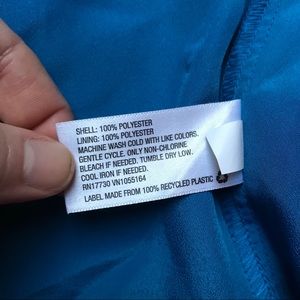 SHELL: 100% POLYESTER
LINING: 100% POLYESTER
MACHINE WASH COLD WITH LIKE COLORS.
GENTLE CYCLE. ONLY NON-CHLORINE
BLEACH IF NEEDED. TUMBLE DRY LOW.
COOL IRON IF NEEDED.
RN17730 VN1055164
LABEL MADE FROM 100% RECYCLED PLASTIC